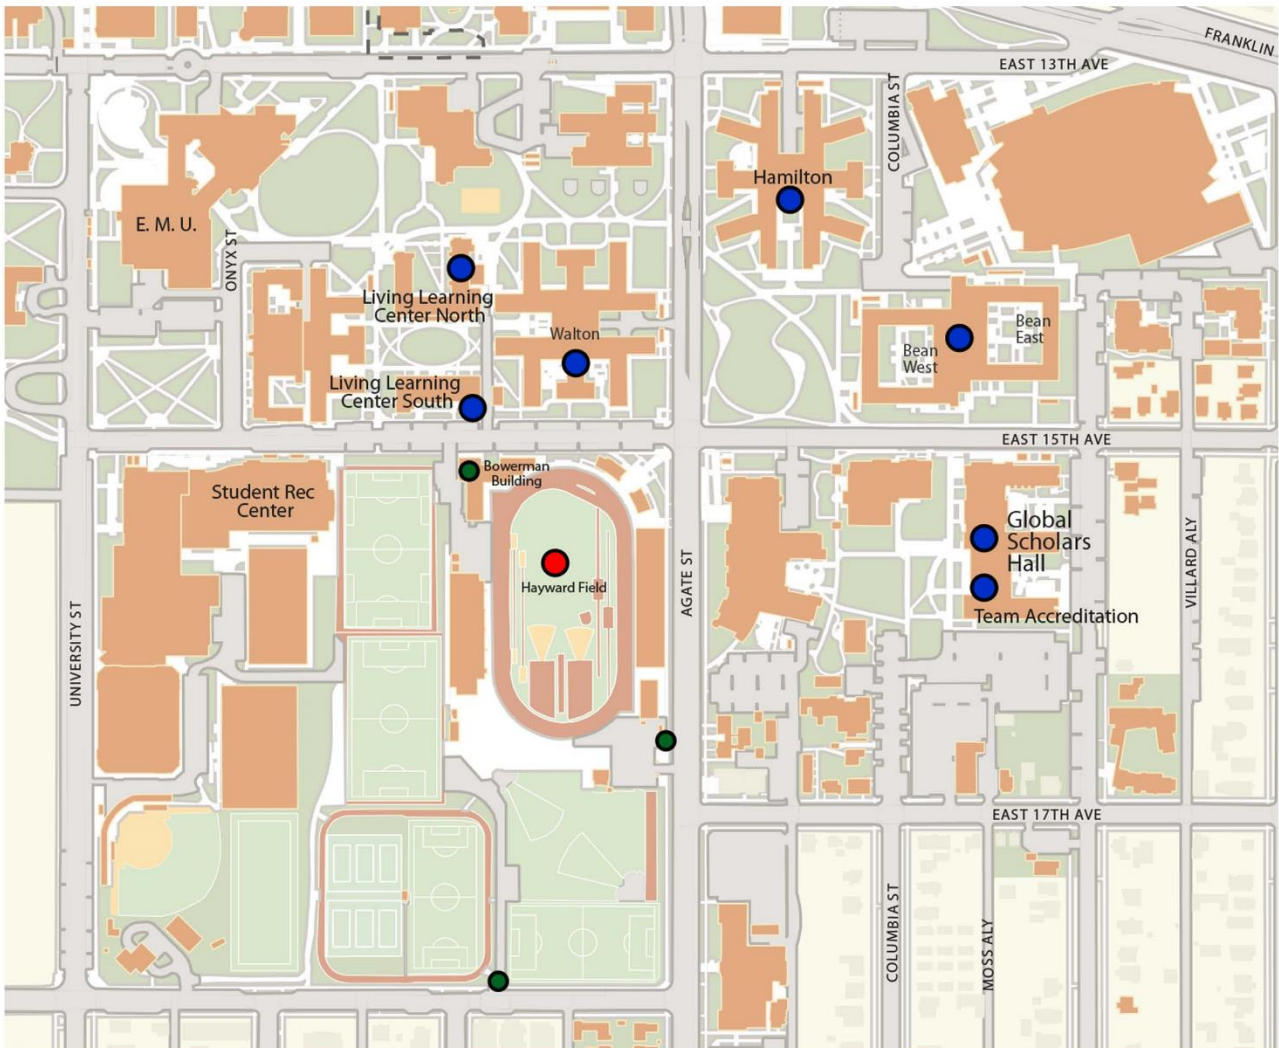 FRANKLIN
EAST 13TH AVE
COLUMBIA ST
Hamilton
E. M. U.
ONYX ST
Living Learning
Center North
Walton
Bean
East
Bean
West
Living Learning
Center South
EAST 15TH AVE
Bowerman
Building
Student Rec
Center
Global
Scholars
Hall
Hayward Field
AGATE ST
VILLARD ALY
UNIVERSITY ST
Team Accreditation
EAST 17TH AVE
COLUMBIA ST
MOSS ALY